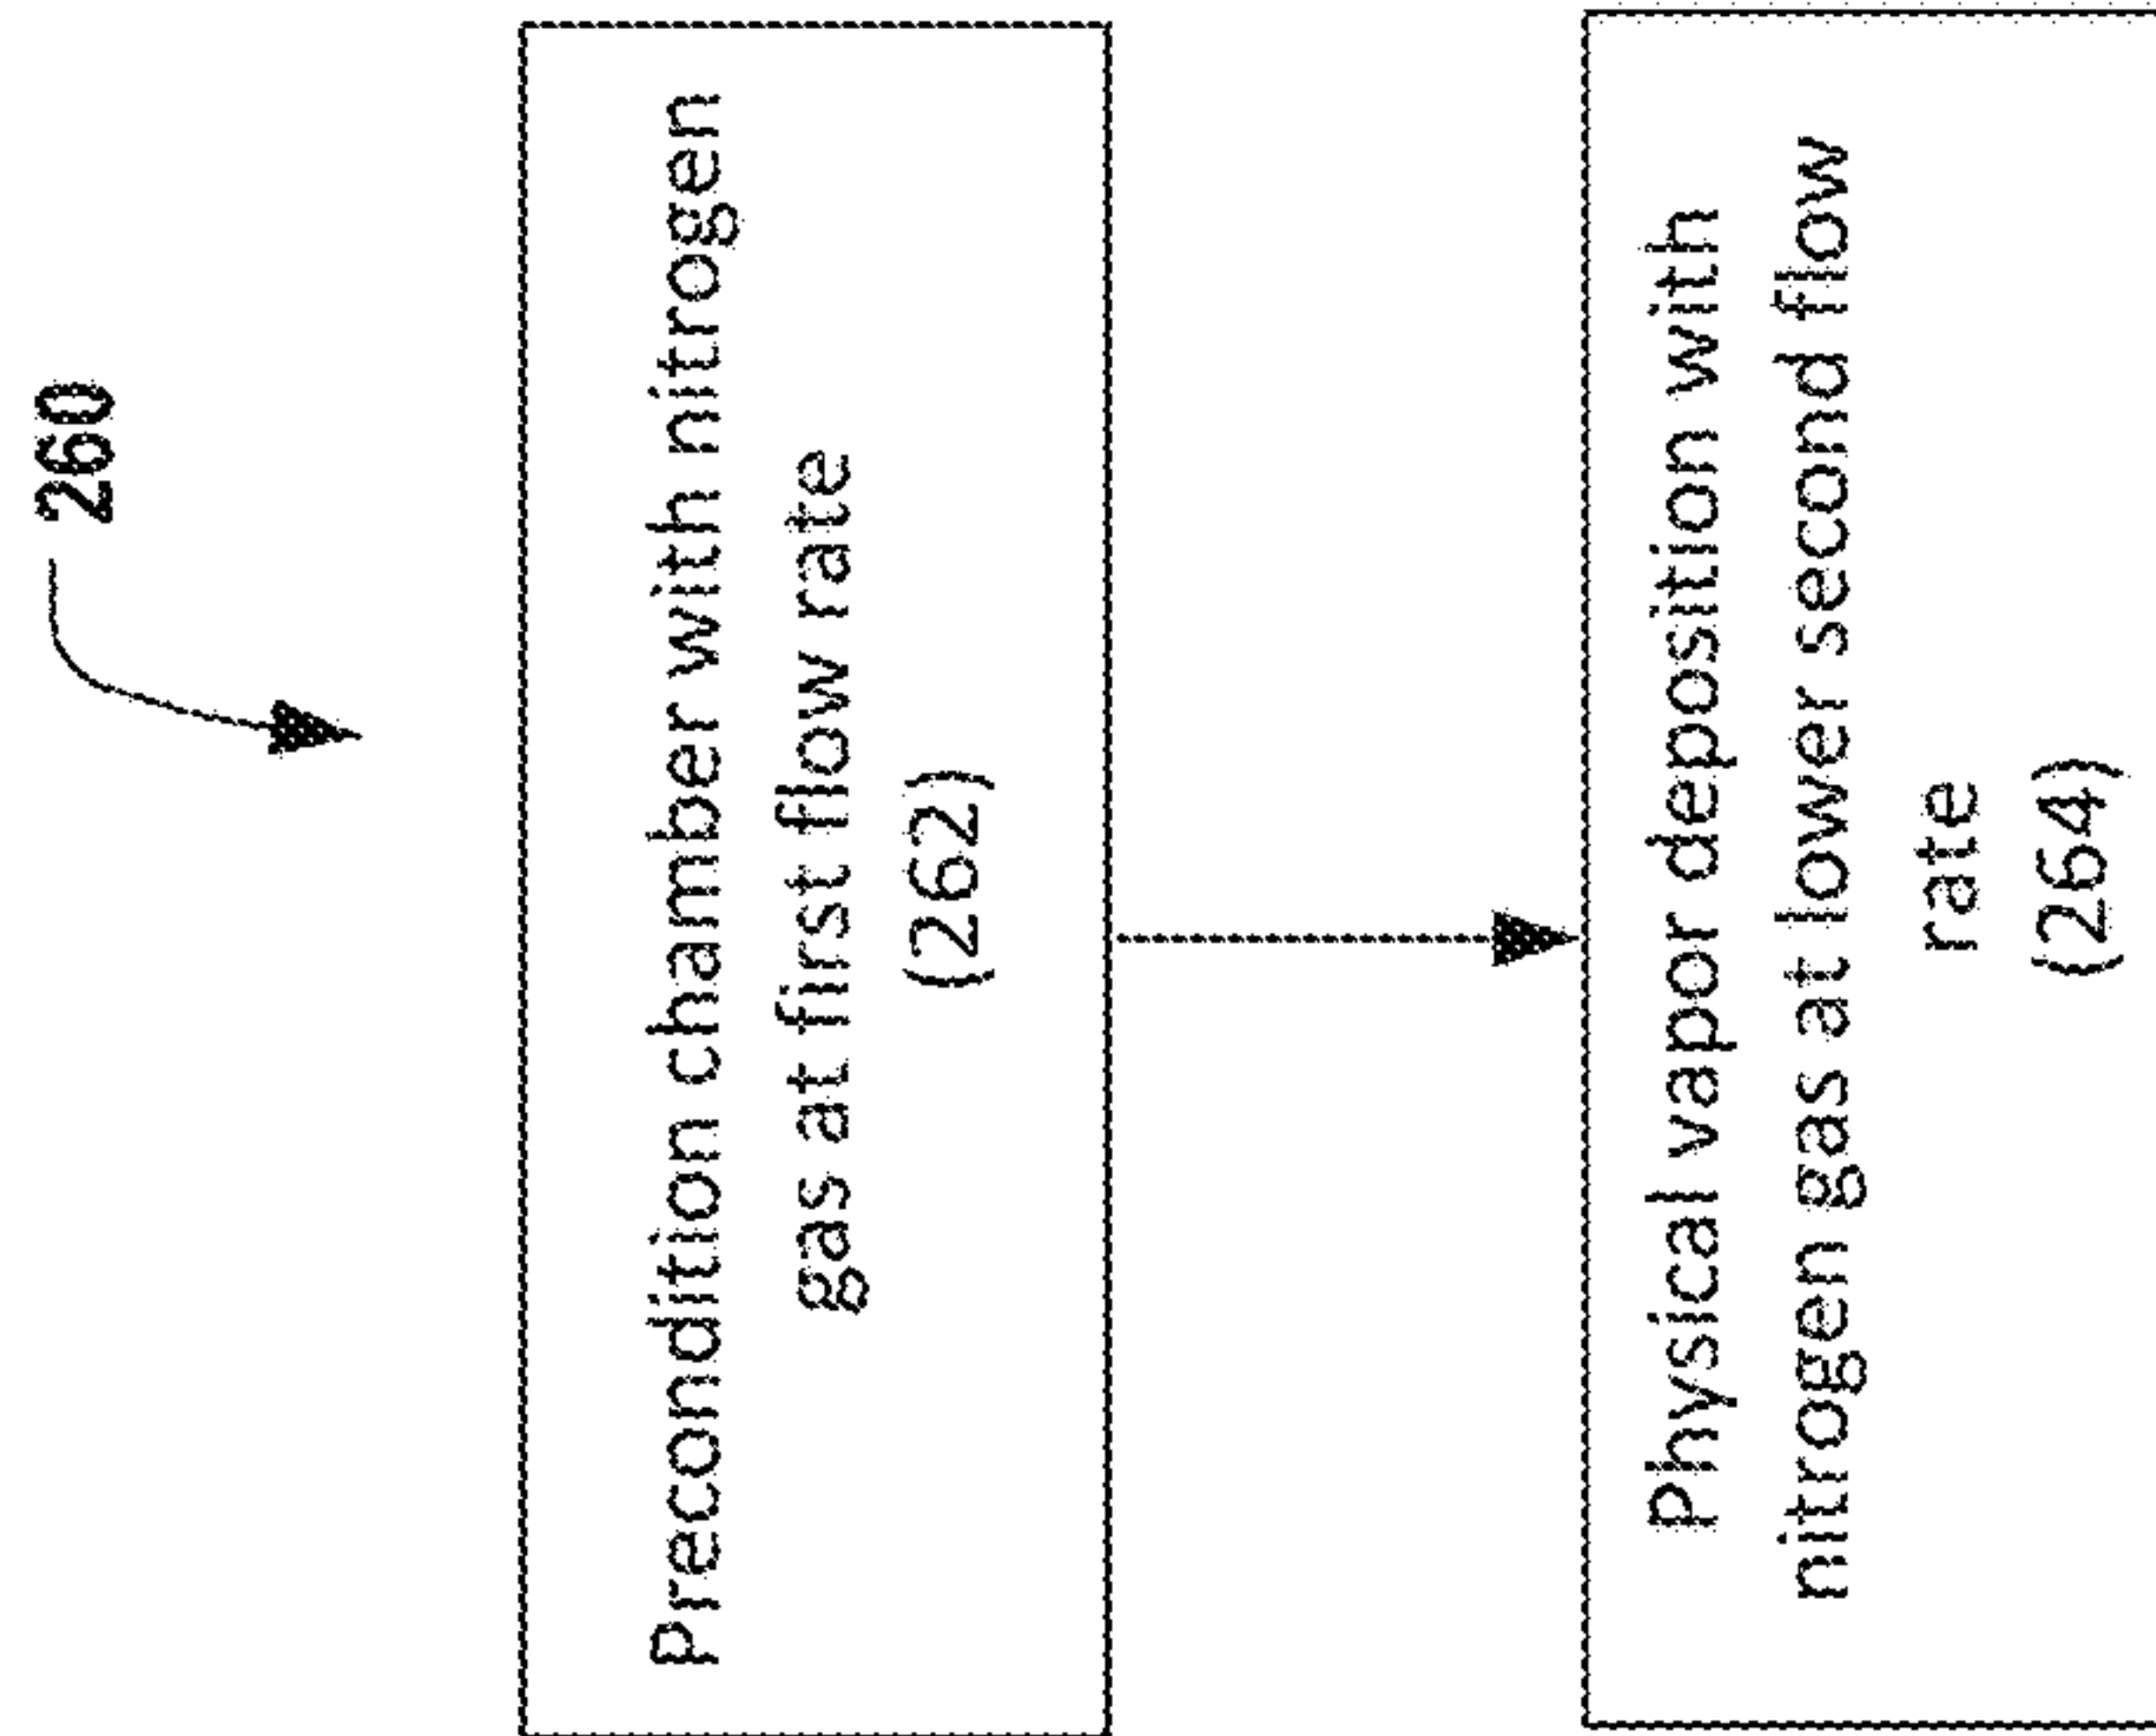 260
Precondition chamber with nitrogen
gas at first flow rate
(262)
Physical vapor deposition with
nitrogen gas at lower second flow
rate
(264)